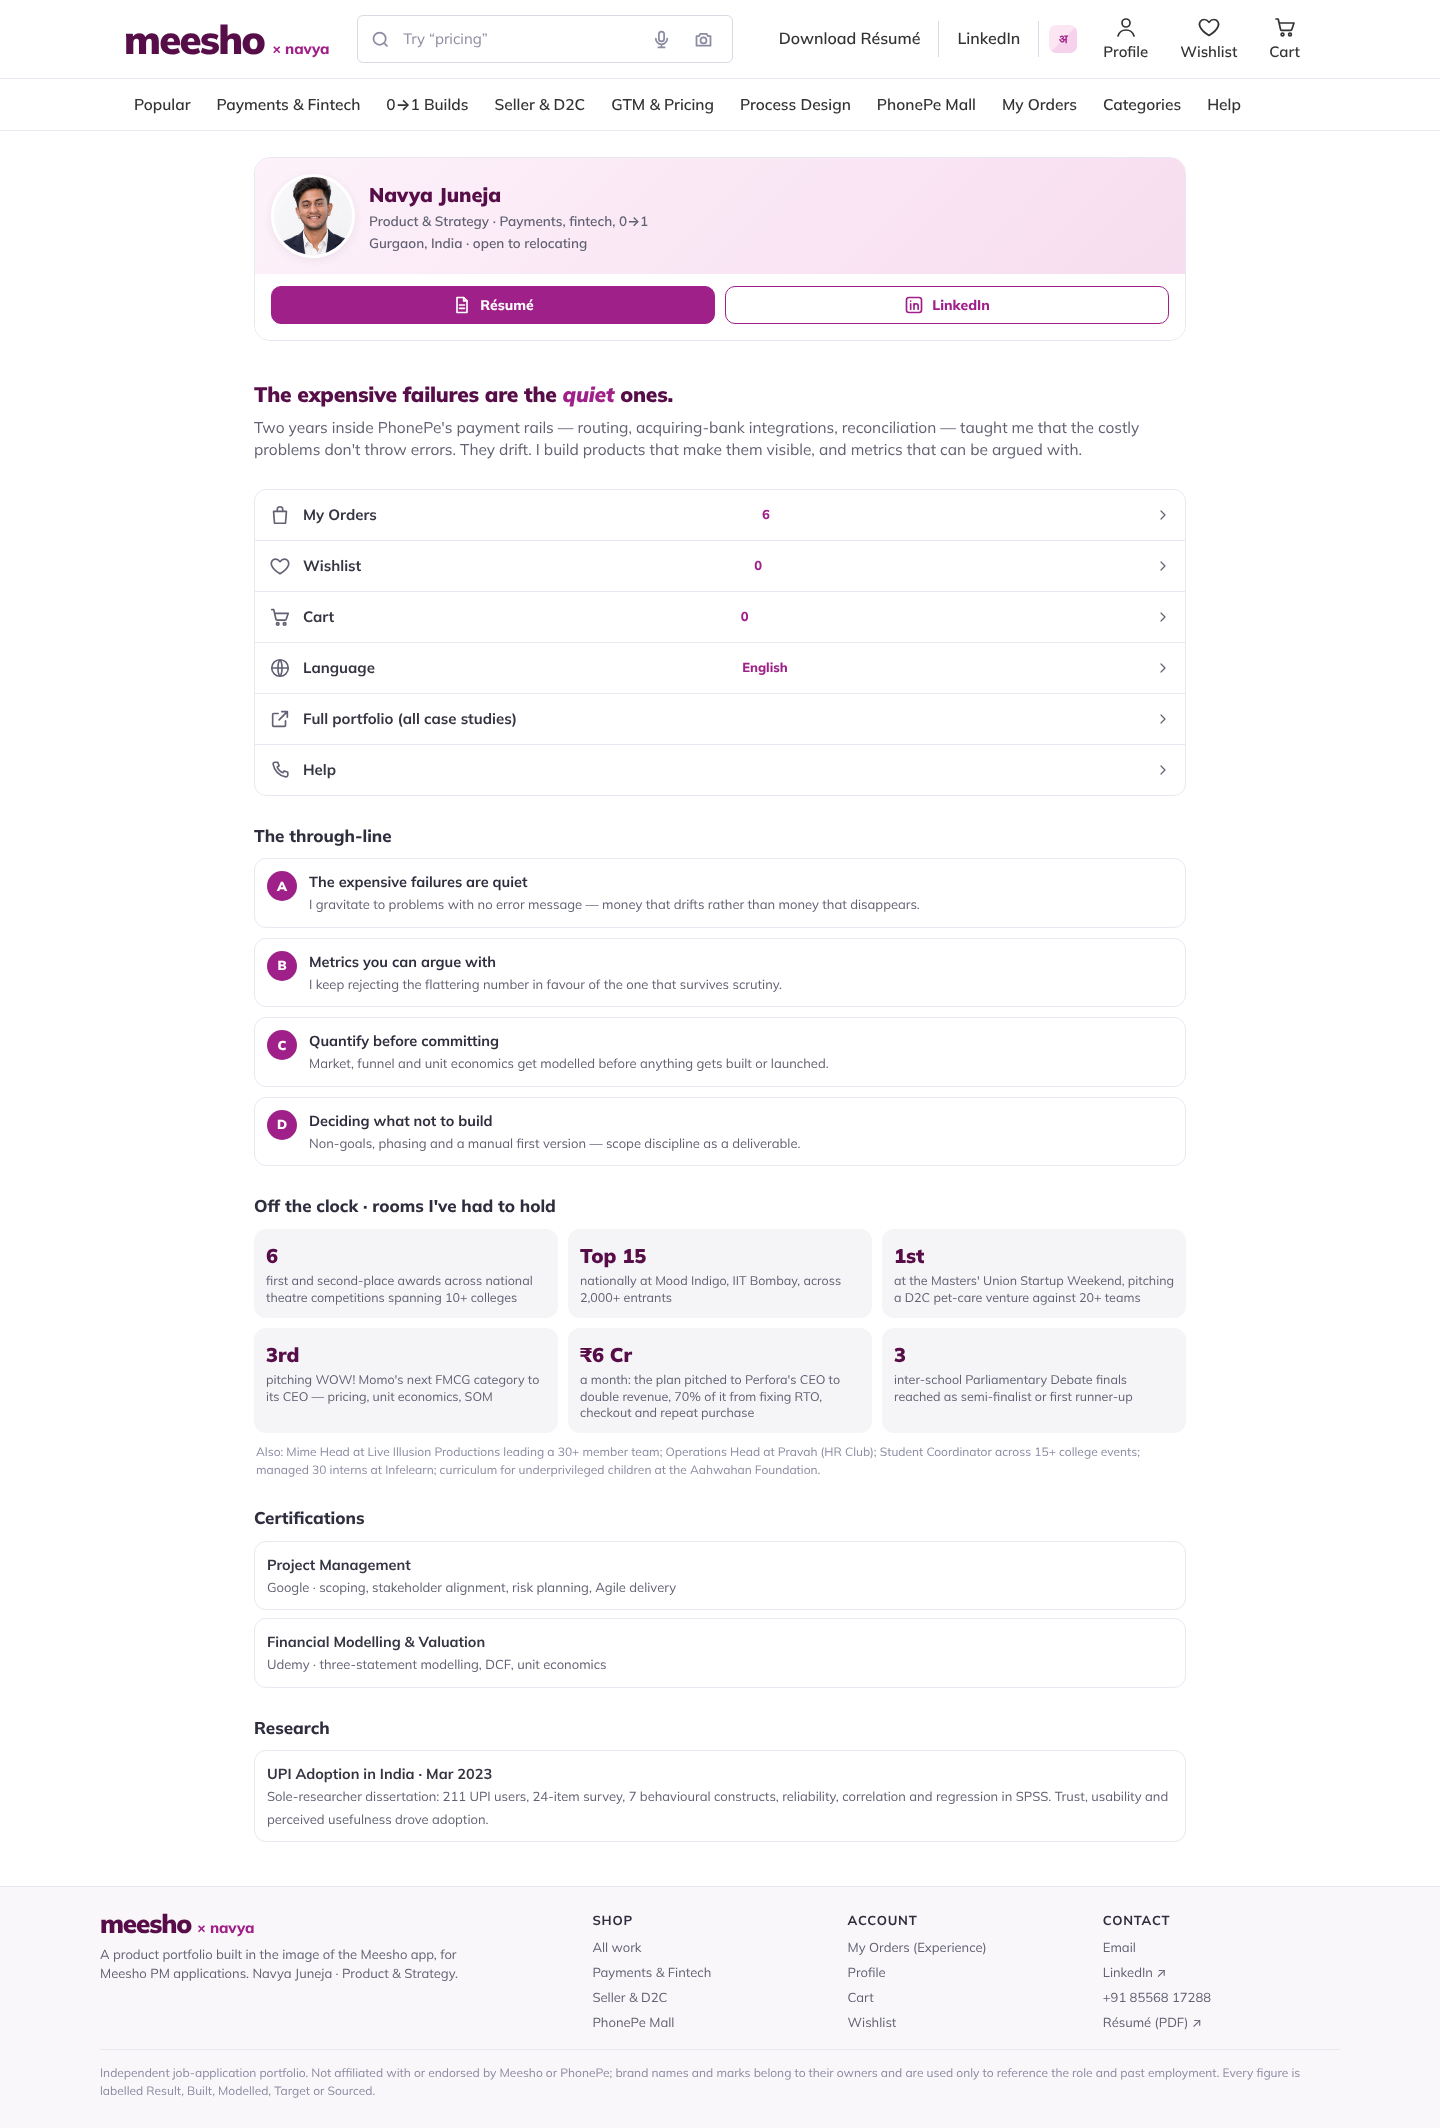 meesho × navya
Try “pricing”
Download Résumé
LinkedIn
अ
Profile
Wishlist
Cart
Popular
Payments & Fintech
0→1 Builds
Seller & D2C
GTM & Pricing
Process Design
PhonePe Mall
My Orders
Categories
Help
Navya Juneja
Product & Strategy · Payments, fintech, 0→1
Gurgaon, India · open to relocating
Résumé
LinkedIn
The expensive failures are the quiet ones.
Two years inside PhonePe's payment rails — routing, acquiring-bank integrations, reconciliation — taught me that the costly
problems don't throw errors. They drift. I build products that make them visible, and metrics that can be argued with.
My Orders 6
Wishlist 0
Cart 0
Language English
Full portfolio (all case studies)
Help
The through-line
A
The expensive failures are quiet
I gravitate to problems with no error message — money that drifts rather than money that disappears.
B
Metrics you can argue with
I keep rejecting the flattering number in favour of the one that survives scrutiny.
C
Quantify before committing
Market, funnel and unit economics get modelled before anything gets built or launched.
D
Deciding what not to build
Non-goals, phasing and a manual first version — scope discipline as a deliverable.
Off the clock · rooms I've had to hold
6
first and second-place awards across national
theatre competitions spanning 10+ colleges
Top 15
nationally at Mood Indigo, IIT Bombay, across
2,000+ entrants
1st
at the Masters' Union Startup Weekend, pitching
a D2C pet-care venture against 20+ teams
3rd
pitching WOW! Momo's next FMCG category to
its CEO — pricing, unit economics, SOM
₹6 Cr
a month: the plan pitched to Perfora's CEO to
double revenue, 70% of it from fixing RTO,
checkout and repeat purchase
3
inter-school Parliamentary Debate finals
reached as semi-finalist or first runner-up
Also: Mime Head at Live Illusion Productions leading a 30+ member team; Operations Head at Pravah (HR Club); Student Coordinator across 15+ college events;
managed 30 interns at Infelearn; curriculum for underprivileged children at the Aahwahan Foundation.
Certifications
Project Management
Google · scoping, stakeholder alignment, risk planning, Agile delivery
Financial Modelling & Valuation
Udemy · three-statement modelling, DCF, unit economics
Research
UPI Adoption in India · Mar 2023
Sole-researcher dissertation: 211 UPI users, 24-item survey, 7 behavioural constructs, reliability, correlation and regression in SPSS. Trust, usability and
perceived usefulness drove adoption.
meesho × navya
A product portfolio built in the image of the Meesho app, for
Meesho PM applications. Navya Juneja · Product & Strategy.
SHOP
All work
Payments & Fintech
Seller & D2C
PhonePe Mall
ACCOUNT
My Orders (Experience)
Profile
Cart
Wishlist
CONTACT
Email
LinkedIn ↗
+91 85568 17288
Résumé (PDF) ↗
Independent job-application portfolio. Not affiliated with or endorsed by Meesho or PhonePe; brand names and marks belong to their owners and are used only to reference the role and past employment. Every figure is
labelled Result, Built, Modelled, Target or Sourced.